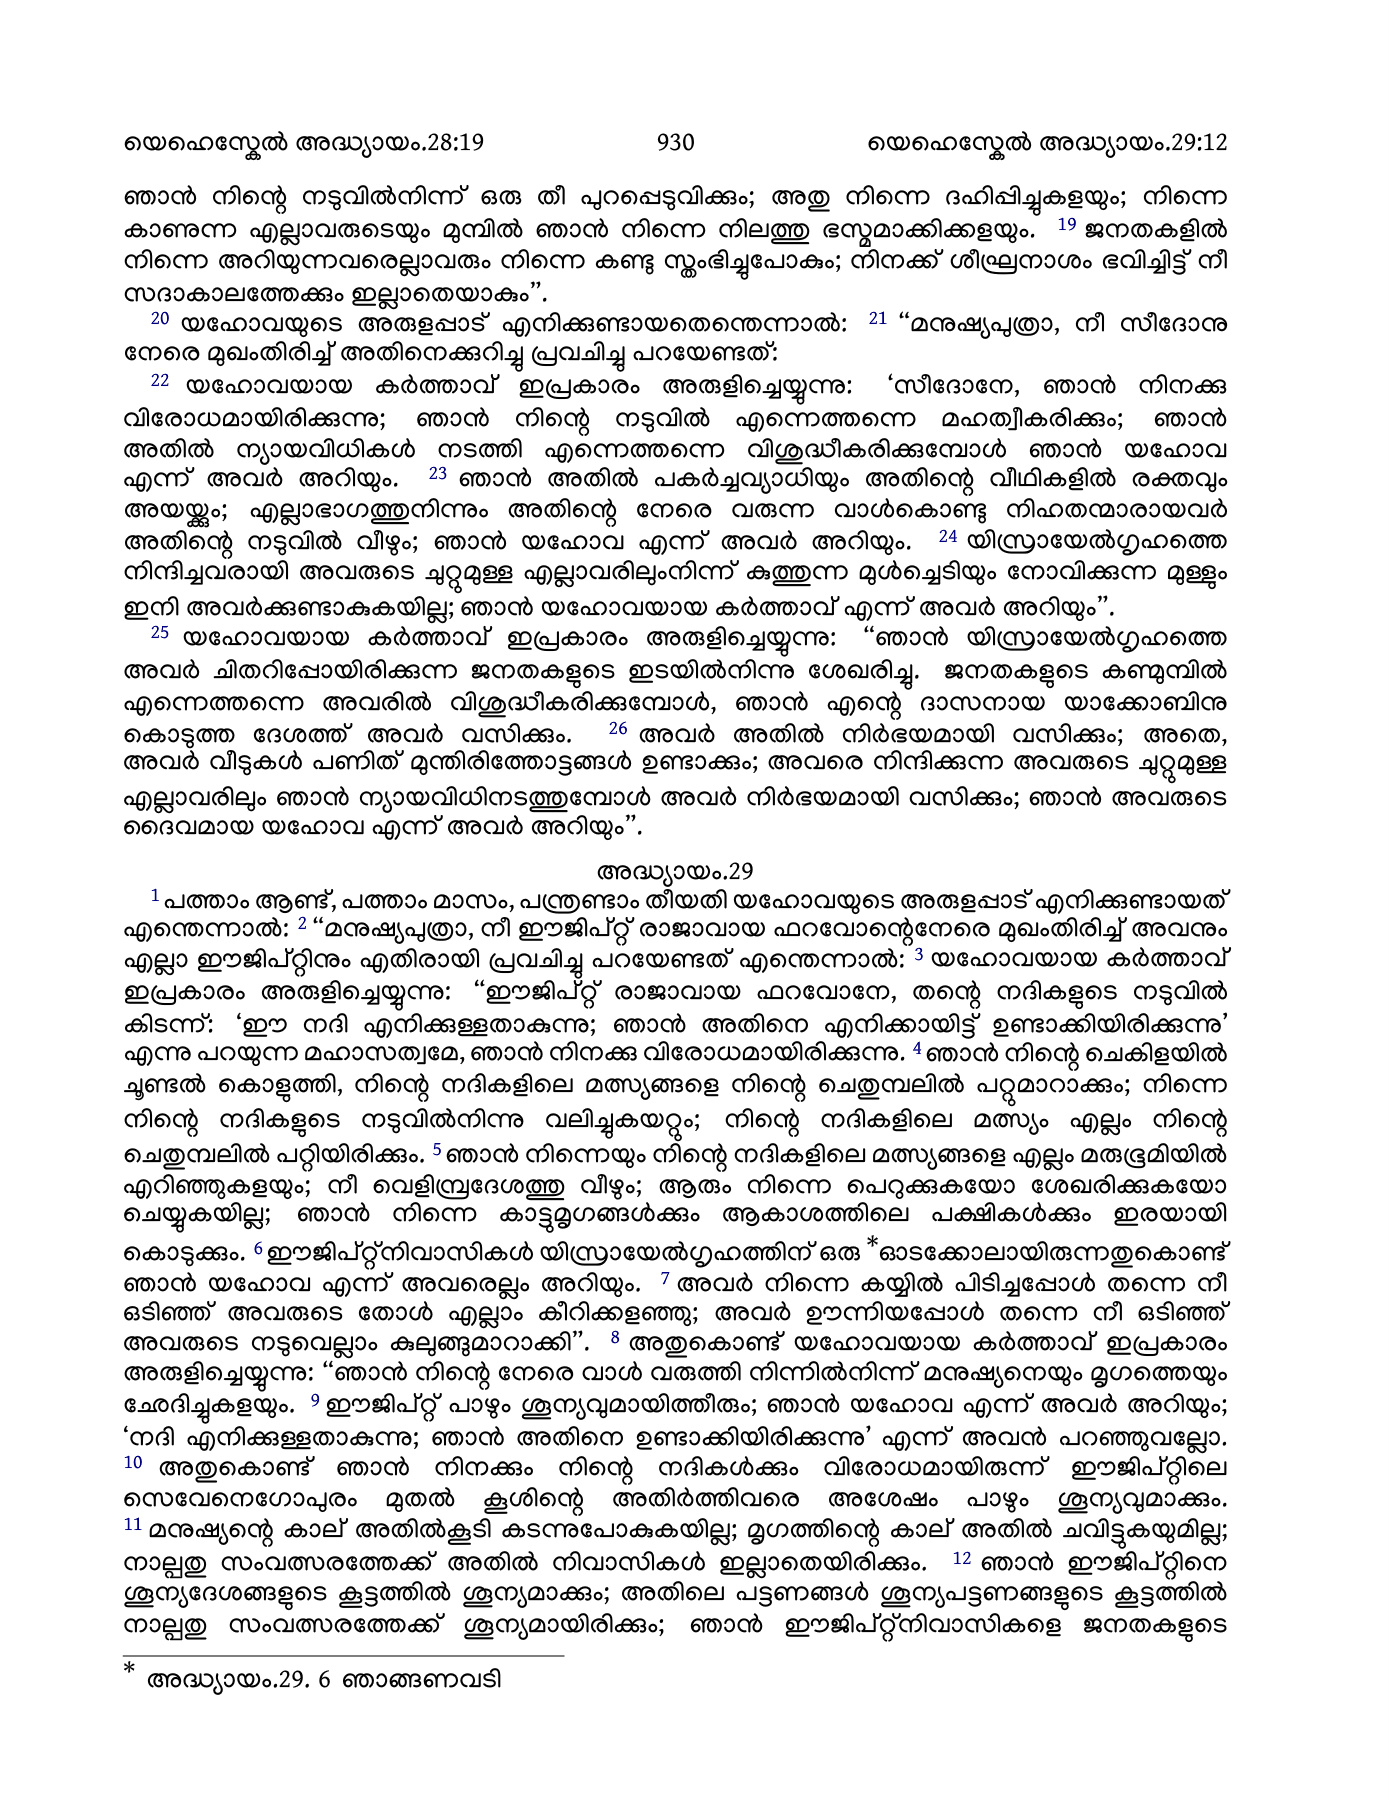 യെഹെസ്കേൽ അദ്ധ്യായം.28:19 930 യെഹെസ്കേൽ അദ്ധ്യായം.29:12
ഞാൻ നിന്റെ നടുവിൽനിന്ന് ഒരു തീ പുറപ്പെടുവിക്കും; അതു നിന്നെ ദഹിപ്പിച്ചുകളയും; നിന്നെ
കാണുന്ന എല്ലാവരുടെയും മുമ്പിൽ ഞാൻ നിന്നെ നിലത്തു ഭസ്മമാക്കിക്കളയും. 19 ജനതകളിൽ
നിന്നെ അറിയുന്നവരെല്ലാവരും നിന്നെ കണ്ടു സ്തംഭിച്ചുപോകും; നിനക്ക് ശീഘ്രനാശം ഭവിച്ചിട്ട് നീ
സദാകാലത്തേക്കും ഇല്ലാതെയാകും”.
20 യഹോവയുടെ അരുളപ്പാട് എനിക്കുണ്ടായതെന്തെന്നാൽ: 21 “മനുഷ്യപുത്രാ, നീ സീദോനു
നേരെ മുഖംതിരിച്ച് അതിനെക്കുറിച്ചു പ്രവചിച്ചു പറയേണ്ടത്:
22 യഹോവയായ കർത്താവ് ഇപ്രകാരം അരുളിച്ചെയ്യുന്നു: ‘സീദോനേ, ഞാൻ നിനക്കു
വിരോധമായിരിക്കുന്നു; ഞാൻ നിന്റെ നടുവിൽ എന്നെത്തന്നെ മഹത്വീകരിക്കും; ഞാൻ
അതിൽ ന്യായവിധികൾ നടത്തി എന്നെത്തന്നെ വിശുദ്ധീകരിക്കുമ്പോൾ ഞാൻ യഹോവ
എന്ന് അവർ അറിയും. 23 ഞാൻ അതിൽ പകർച്ചവ്യാധിയും അതിന്റെ വീഥികളിൽ രക്തവും
അയയ്ക്കും; എല്ലാഭാഗത്തുനിന്നും അതിന്റെ നേരെ വരുന്ന വാൾകൊണ്ടു നിഹതന്മാരായവർ
അതിന്റെ നടുവിൽ വീഴും; ഞാൻ യഹോവ എന്ന് അവർ അറിയും. 24 യിസ്രായേൽഗൃഹത്തെ
നിന്ദിച്ചവരായി അവരുടെ ചുറ്റുമുള്ള എല്ലാവരിലുംനിന്ന് കുത്തുന്ന മുൾച്ചെടിയും നോവിക്കുന്ന മുള്ളും
ഇനി അവർക്കുണ്ടാകുകയില്ല; ഞാൻ യഹോവയായ കർത്താവ് എന്ന് അവർ അറിയും”.
25 യഹോവയായ കർത്താവ് ഇപ്രകാരം അരുളിച്ചെയ്യുന്നു: “ഞാൻ യിസ്രായേൽഗൃഹത്തെ
അവർ ചിതറിപ്പോയിരിക്കുന്ന ജനതകളുടെ ഇടയിൽനിന്നു ശേഖരിച്ചു. ജനതകളുടെ കണ്മുമ്പിൽ
എന്നെത്തന്നെ അവരിൽ വിശുദ്ധീകരിക്കുമ്പോൾ, ഞാൻ എന്റെ ദാസനായ യാക്കോബിനു
കൊടുത്ത ദേശത്ത് അവർ വസിക്കും. 26 അവർ അതിൽ നിർഭയമായി വസിക്കും; അതെ,
അവർ വീടുകൾ പണിത് മുന്തിരിത്തോട്ടങ്ങൾ ഉണ്ടാക്കും; അവരെ നിന്ദിക്കുന്ന അവരുടെ ചുറ്റുമുള്ള
എല്ലാവരിലും ഞാൻ ന്യായവിധിനടത്തുമ്പോൾ അവർ നിർഭയമായി വസിക്കും; ഞാൻ അവരുടെ
ദൈവമായ യഹോവ എന്ന് അവർ അറിയും”.
അദ്ധ്യായം.29
1 പത്താം ആണ്ട്, പത്താം മാസം, പന്ത്രണ്ടാം തീയതി യഹോവയുടെ അരുളപ്പാട് എനിക്കുണ്ടായത്
എന്തെന്നാൽ: 2 “മനുഷ്യപുത്രാ, നീ ഈജിപ്റ്റ് രാജാവായ ഫറവോന്റെനേരെ മുഖംതിരിച്ച് അവനും
എല്ലാ ഈജിപ്റ്റിനും എതിരായി പ്രവചിച്ചു പറയേണ്ടത് എന്തെന്നാൽ: 3 യഹോവയായ കർത്താവ്
ഇപ്രകാരം അരുളിച്ചെയ്യുന്നു: “ഈജിപ്റ്റ് രാജാവായ ഫറവോനേ, തന്റെ നദികളുടെ നടുവിൽ
കിടന്ന്: ‘ഈ നദി എനിക്കുള്ളതാകുന്നു; ഞാൻ അതിനെ എനിക്കായിട്ട് ഉണ്ടാക്കിയിരിക്കുന്നു’
എന്നു പറയുന്ന മഹാസത്വമേ, ഞാൻ നിനക്കു വിരോധമായിരിക്കുന്നു. 4 ഞാൻ നിന്റെ ചെകിളയിൽ
ചൂണ്ടൽ കൊളുത്തി, നിന്റെ നദികളിലെ മത്സ്യങ്ങളെ നിന്റെ ചെതുമ്പലിൽ പറ്റുമാറാക്കും; നിന്നെ
നിന്റെ നദികളുടെ നടുവിൽനിന്നു വലിച്ചുകയറ്റും; നിന്റെ നദികളിലെ മത്സ്യം എല്ലം നിന്റെ
ചെതുമ്പലിൽ പറ്റിയിരിക്കും. 5 ഞാൻ നിന്നെയും നിന്റെ നദികളിലെ മത്സ്യങ്ങളെ എല്ലം മരുഭൂമിയിൽ
എറിഞ്ഞുകളയും; നീ വെളിമ്പ്രദേശത്തു വീഴും; ആരും നിന്നെ പെറുക്കുകയോ ശേഖരിക്കുകയോ
ചെയ്യുകയില്ല; ഞാൻ നിന്നെ കാട്ടുമൃഗങ്ങൾക്കും ആകാശത്തിലെ പക്ഷികൾക്കും ഇരയായി
കൊടുക്കും. 6 ഈജിപ്റ്റ്നിവാസികൾ യിസ്രായേൽഗൃഹത്തിന് ഒരു *ഓടക്കോലായിരുന്നതുകൊണ്ട്
ഞാൻ യഹോവ എന്ന് അവരെല്ലം അറിയും. 7 അവർ നിന്നെ കയ്യിൽ പിടിച്ചപ്പോൾ തന്നെ നീ
ഒടിഞ്ഞ് അവരുടെ തോൾ എല്ലാം കീറിക്കളഞ്ഞു; അവർ ഊന്നിയപ്പോൾ തന്നെ നീ ഒടിഞ്ഞ്
അവരുടെ നടുവെല്ലാം കുലുങ്ങുമാറാക്കി”. 8 അതുകൊണ്ട് യഹോവയായ കർത്താവ് ഇപ്രകാരം
അരുളിച്ചെയ്യുന്നു: “ഞാൻ നിന്റെ നേരെ വാൾ വരുത്തി നിന്നിൽനിന്ന് മനുഷ്യനെയും മൃഗത്തെയും
ഛേദിച്ചുകളയും. 9 ഈജിപ്റ്റ് പാഴും ശൂന്യവുമായിത്തീരും; ഞാൻ യഹോവ എന്ന് അവർ അറിയും;
‘നദി എനിക്കുള്ളതാകുന്നു; ഞാൻ അതിനെ ഉണ്ടാക്കിയിരിക്കുന്നു’ എന്ന് അവൻ പറഞ്ഞുവല്ലോ.
10 അതുകൊണ്ട് ഞാൻ നിനക്കും നിന്റെ നദികൾക്കും വിരോധമായിരുന്ന് ഈജിപ്റ്റിലെ
സെവേനെഗോപുരം മുതൽ കൂശിന്റെ അതിർത്തിവരെ അശേഷം പാഴും ശൂന്യവുമാക്കും.
11 മനുഷ്യന്റെ കാല് അതിൽകൂടി കടന്നുപോകുകയില്ല; മൃഗത്തിന്റെ കാല് അതിൽ ചവിട്ടുകയുമില്ല;
നാല്പതു സംവത്സരത്തേക്ക് അതിൽ നിവാസികൾ ഇല്ലാതെയിരിക്കും. 12 ഞാൻ ഈജിപ്റ്റിനെ
ശൂന്യദേശങ്ങളുടെ കൂട്ടത്തിൽ ശൂന്യമാക്കും; അതിലെ പട്ടണങ്ങൾ ശൂന്യപട്ടണങ്ങളുടെ കൂട്ടത്തിൽ
നാല്പതു സംവത്സരത്തേക്ക് ശൂന്യമായിരിക്കും; ഞാൻ ഈജിപ്റ്റ്നിവാസികളെ ജനതകളുടെ
* അദ്ധ്യായം.29. 6 ഞാങ്ങണവടി